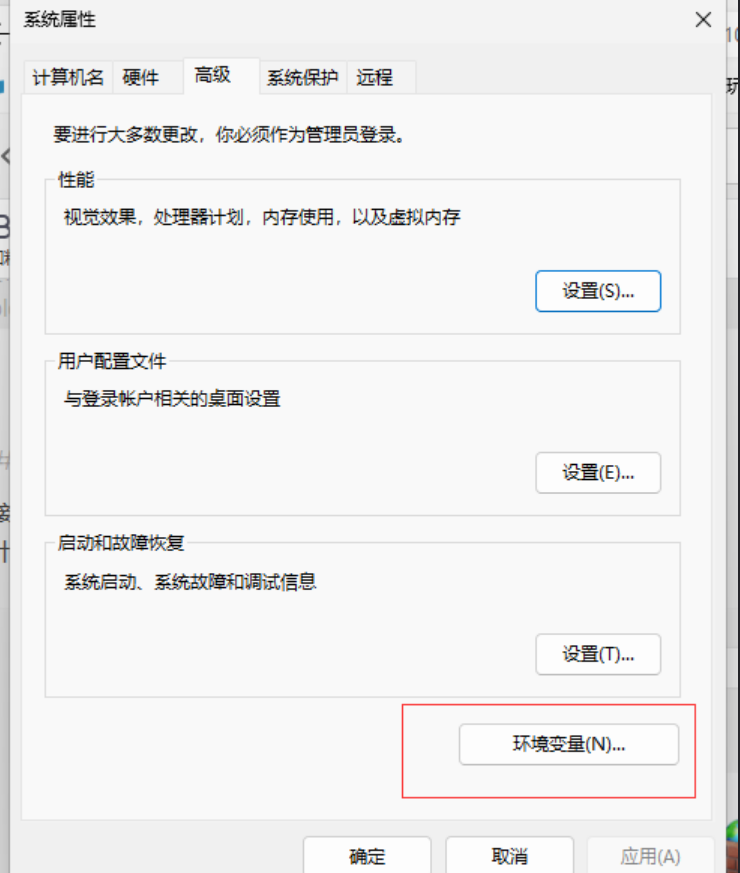 系统属性
计算机名 硬件 高级 系统保护 远程
要进行大多数更改，你必须作为管理员登录。
性能
视觉效果，处理器计划，内存使用，以及虚拟内存
设置(S)...
用户配置文件
与登录帐户相关的桌面设置
设置(E)...
启动和故障恢复
系统启动、系统故障和调试信息
设置(T)...
环境变量(N)...
确定 取消 应用(A)